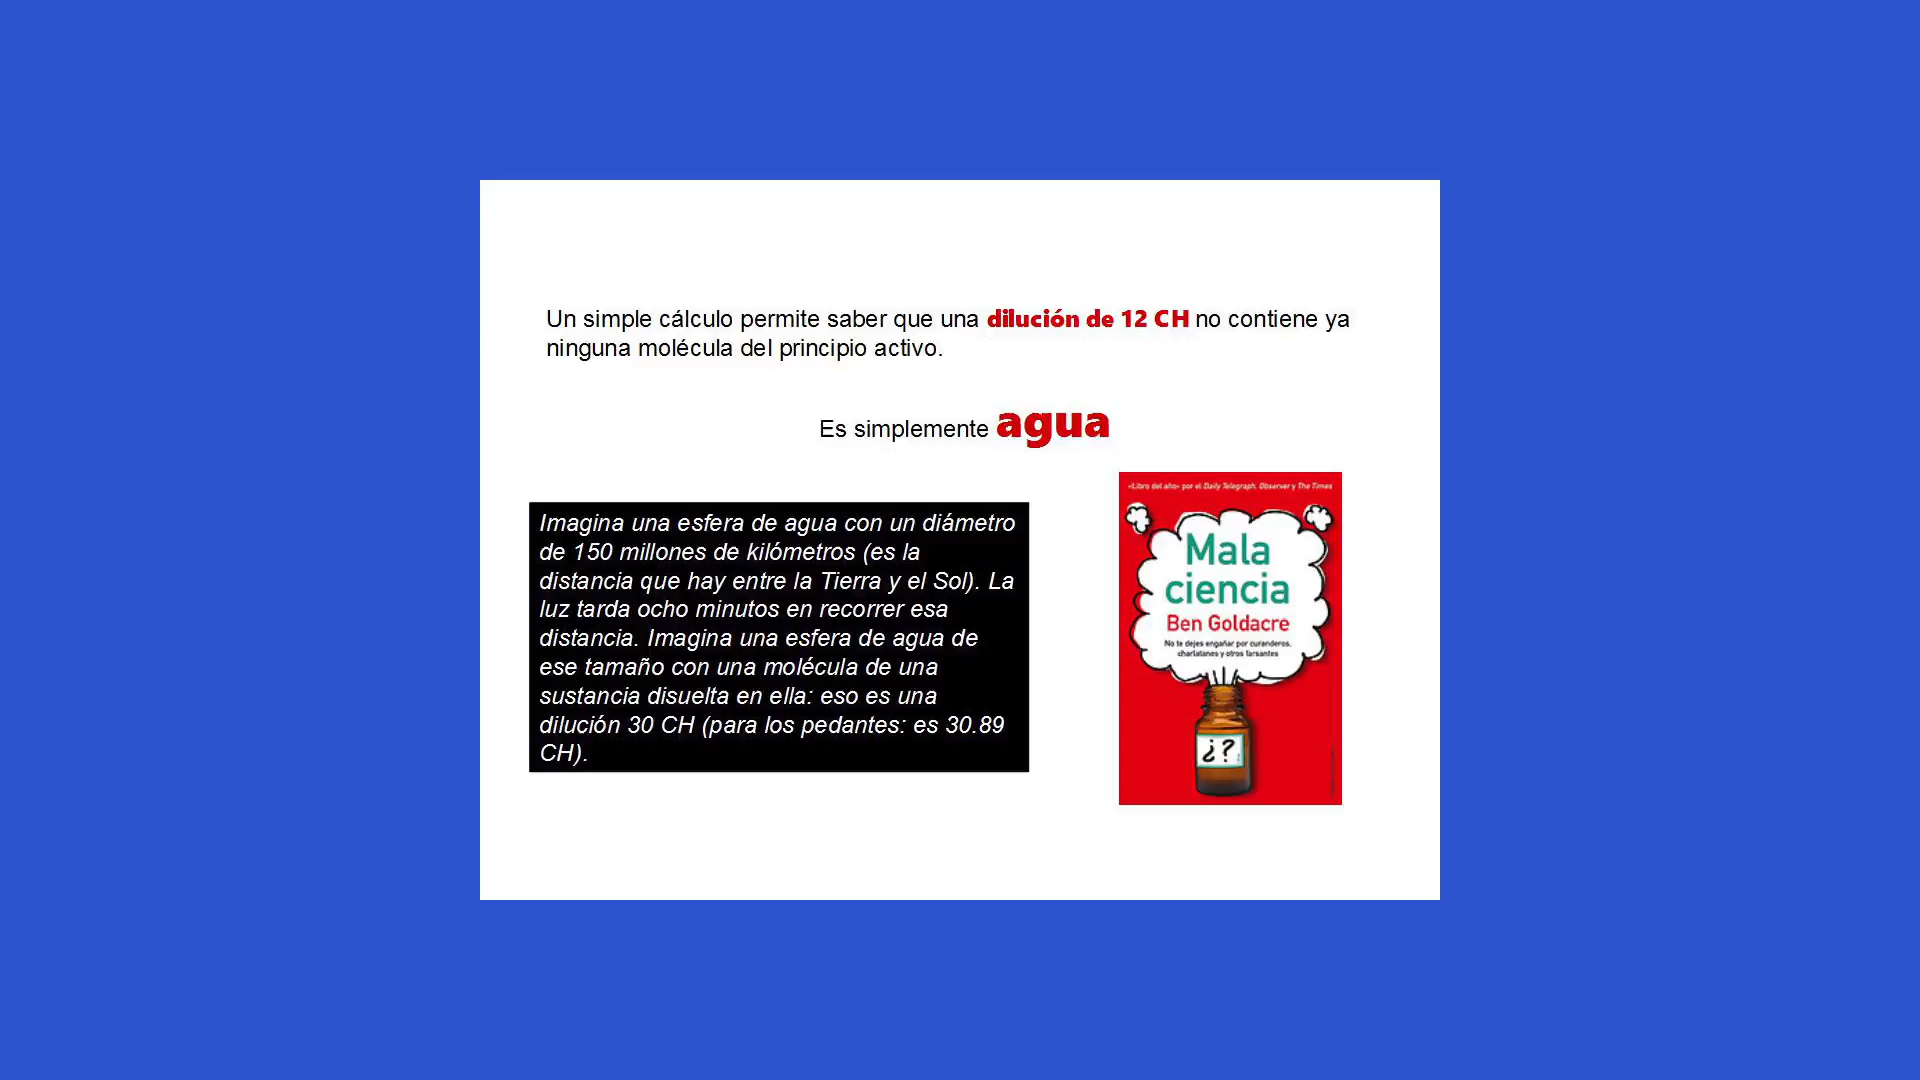 Un simple cálculo permite saber que una dilución de 12 CH no contiene ya
ninguna molécula del principio activo.
Es simplemente agua
Imagina una esfera de agua con un diámetro
de 150 millones de kilómetros (es la
distancia que hay entre la Tierra y el Sol). La
luz tarda ocho minutos en recorrer esa
distancia. Imagina una esfera de agua de
ese tamaño con una molécula de una
sustancia disuelta en ella: eso es una
dilución 30 CH (para los pedantes: es 30.89
CH).
«Libro del año» por el Daily Telegraph, Observer y The Times
Mala
ciencia
Ben Goldacre
No te dejes engañar por curanderos,
charlatanes y otros farsantes
¿?